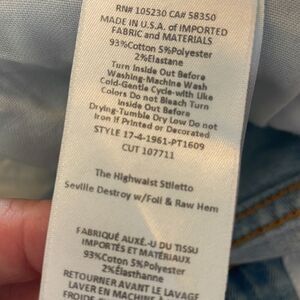 RN# 105230 CA# 58350
MADE IN U.S.A. of IMPORTED
FABRIC and MATERIALS
93%Cotton 5%Polyester
2%Elastane
Turn Inside Out Before
Washing-Machine Wash
Cold-Gentle Cycle-with Like
Colors Do not Bleach Turn
Inside Out Before
Drying-Tumble Dry Low Do not
Iron if Printed or Decorated
STYLE 17-4-1961-PT1609
CUT 107711
The Highwaist Stiletto
Seville Destroy w/Foil & Raw Hem
FABRIQUÉ AUXÉ.-U DU TISSU
IMPORTÉS ET MATÉRIAUX
93%Coton 5%Polyester
2%Élasthanne
RETOURNER AVANT LE LAVAGE
LAVER EN MACHINE
FROIDE